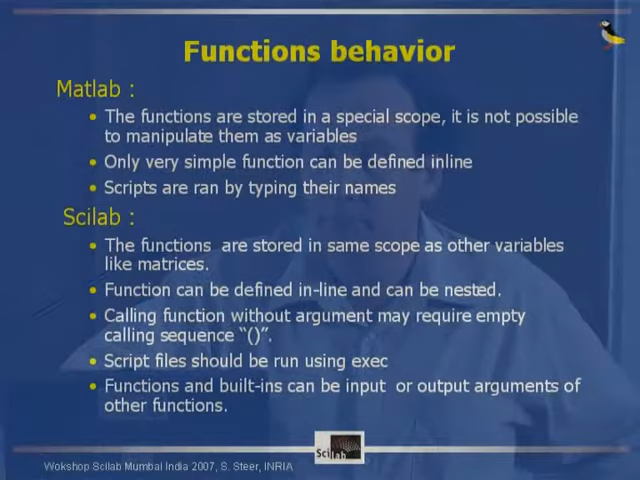 Functions behavior
Matlab :
• The functions are stored in a special scope, it is not possible
to manipulate them as variables
• Only very simple function can be defined inline
• Scripts are ran by typing their names
Scilab :
• The functions are stored in same scope as other variables
like matrices.
• Function can be defined in-line and can be nested.
• Calling function without argument may require empty
calling sequence “()”.
• Script files should be run using exec
• Functions and built-ins can be input or output arguments of
other functions.
Scilab
Wokshop Scilab Mumbai India 2007, S. Steer, INRIA